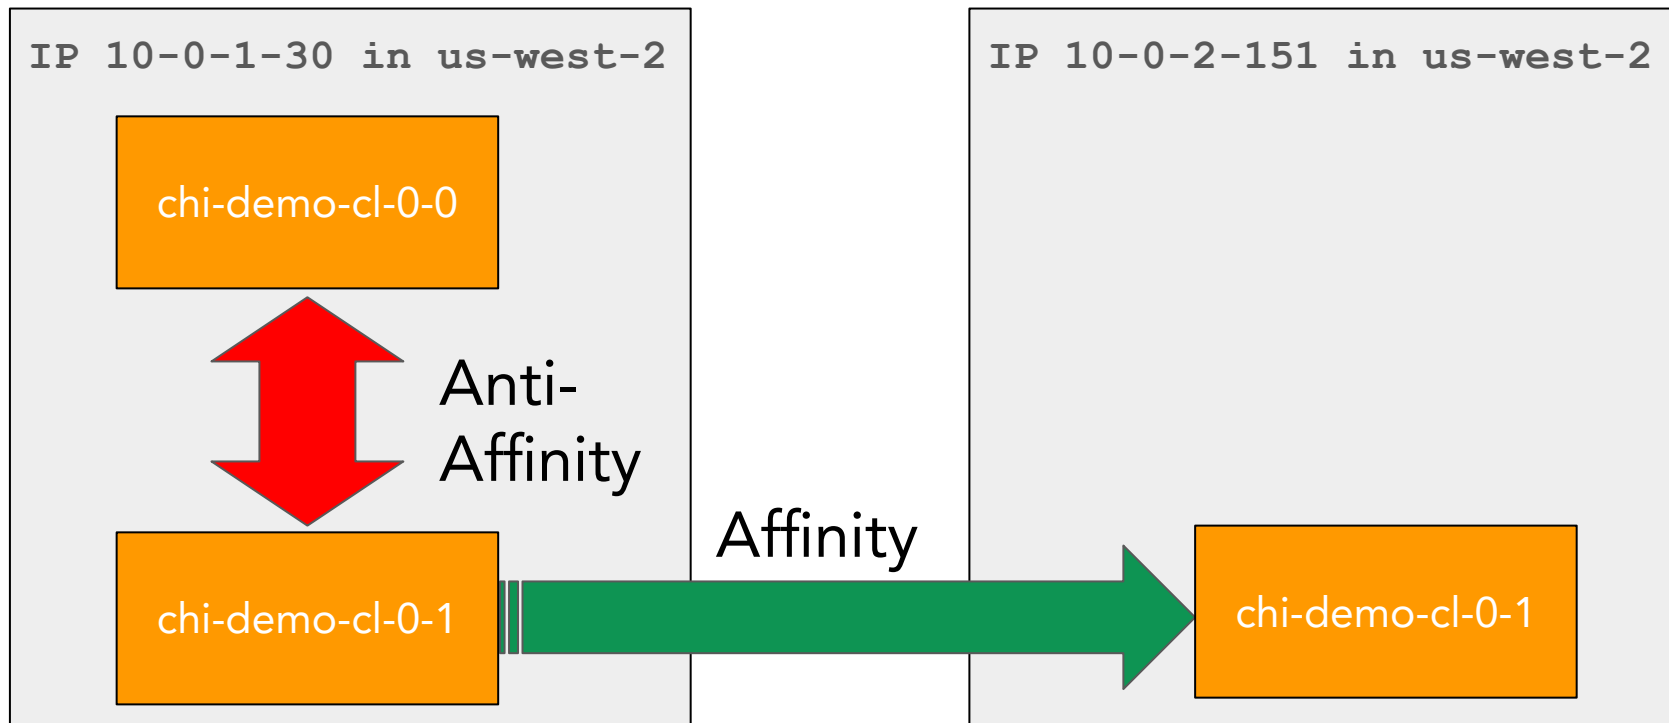 IP 10-0-1-30 in us-west-2
chi-demo-cl-0-0
Anti-
Affinity
chi-demo-cl-0-1
Affinity
IP 10-0-2-151 in us-west-2
chi-demo-cl-0-1